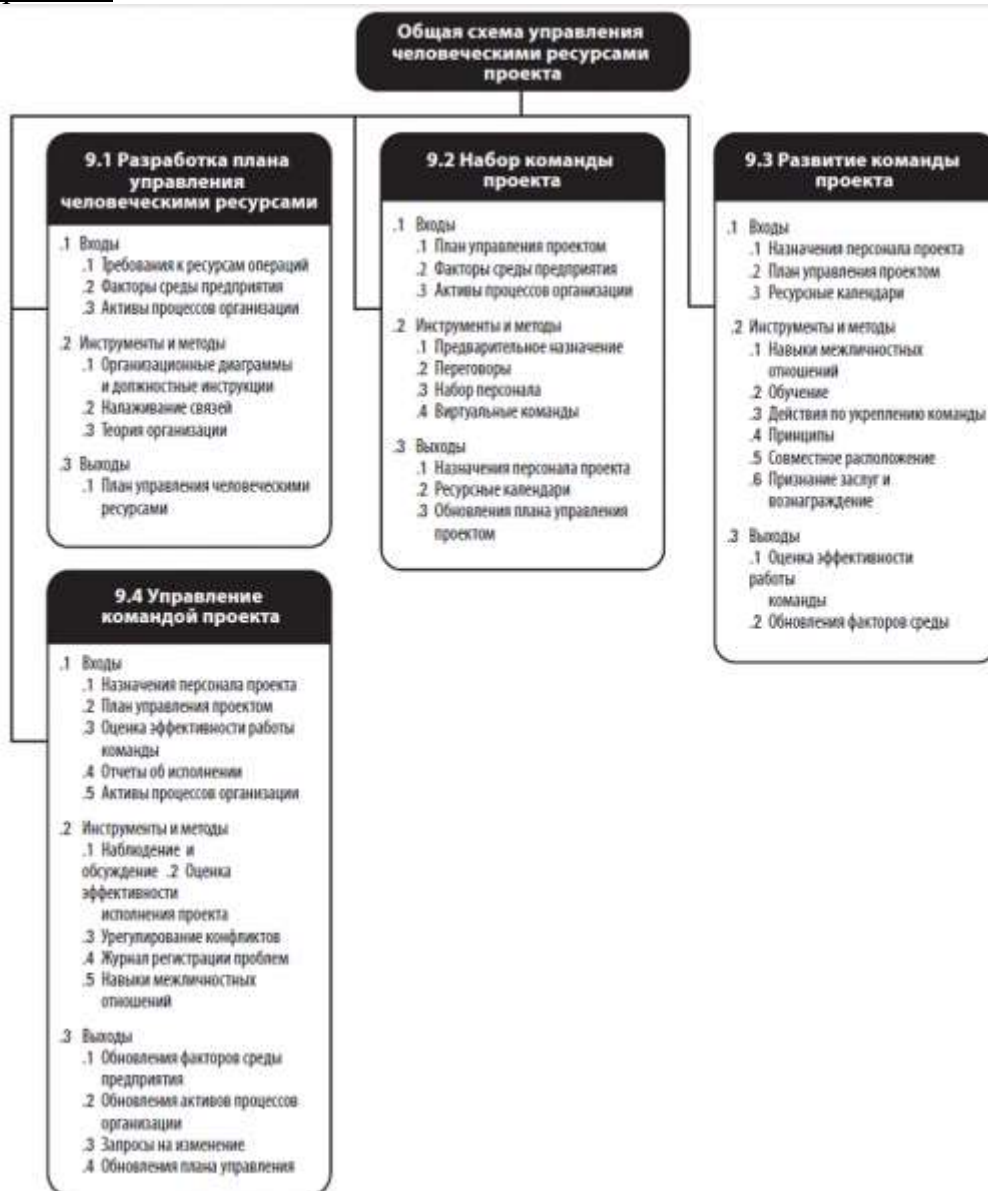 Общая схема управления
человеческими ресурсами
проекта
9.1 Разработка плана
управления
человеческими ресурсами
.1 Входы
.1 Требования к ресурсам операций
.2 Факторы среды предприятия
.3 Активы процессов организации
.2 Инструменты и методы
.1 Организационные диаграммы
и должностные инструкции
.2 Налаживание связей
.3 Теория организации
.3 Выходы
.1 План управления человеческими
ресурсами
9.2 Набор команды
проекта
.1 Входы
.1 План управления проектом
.2 Факторы среды предприятия
.3 Активы процессов организации
.2 Инструменты и методы
.1 Предварительное назначение
.2 Переговоры
.3 Набор персонала
.4 Виртуальные команды
.3 Выходы
.1 Назначения персонала проекта
.2 Ресурсные календари
.3 Обновления плана управления
проектом
9.3 Развитие команды
проекта
.1 Входы
.1 Назначения персонала проекта
.2 План управления проектом
.3 Ресурсные календари
.2 Инструменты и методы
.1 Навыки межличностных
отношений
.2 Обучение
.3 Действия по укреплению команды
.4 Принципы
.5 Совместное расположение
.6 Признание заслуг и
вознаграждение
.3 Выходы
.1 Оценка эффективности
работы
команды
.2 Обновления факторов среды
9.4 Управление
командой проекта
.1 Входы
.1 Назначения персонала проекта
.2 План управления проектом
.3 Оценка эффективности работы
команды
.4 Отчеты об исполнении
.5 Активы процессов организации
.2 Инструменты и методы
.1 Наблюдение и
обсуждение .2 Оценка
эффективности
исполнения проекта
.3 Урегулирование конфликтов
.4 Журнал регистрации проблем
.5 Навыки межличностных
отношений
.3 Выходы
.1 Обновления факторов среды
предприятия
.2 Обновления активов процессов
организации
.3 Запросы на изменение
.4 Обновления плана управления